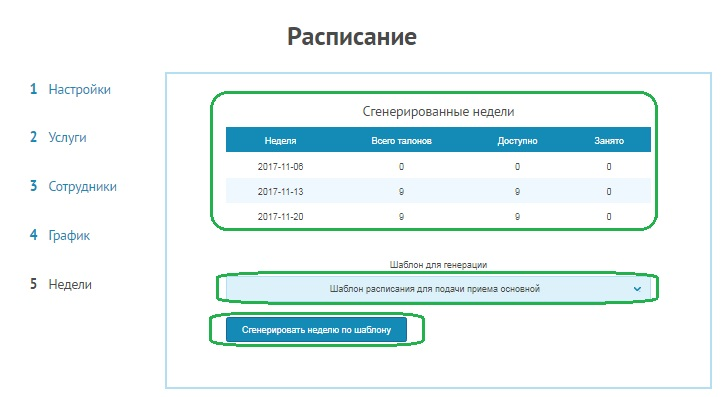 Расписание
1 Настройки
2 Услуги
3 Сотрудники
4 График
5 Недели
Сгенерированные недели
Неделя Всего талонов Доступно Занято
2017-11-06 0 0 0
2017-11-13 9 9 0
2017-11-20 9 9 0
Шаблон для генерации
Шаблон расписания для подачи приема основной
Сгенерировать неделю по шаблону